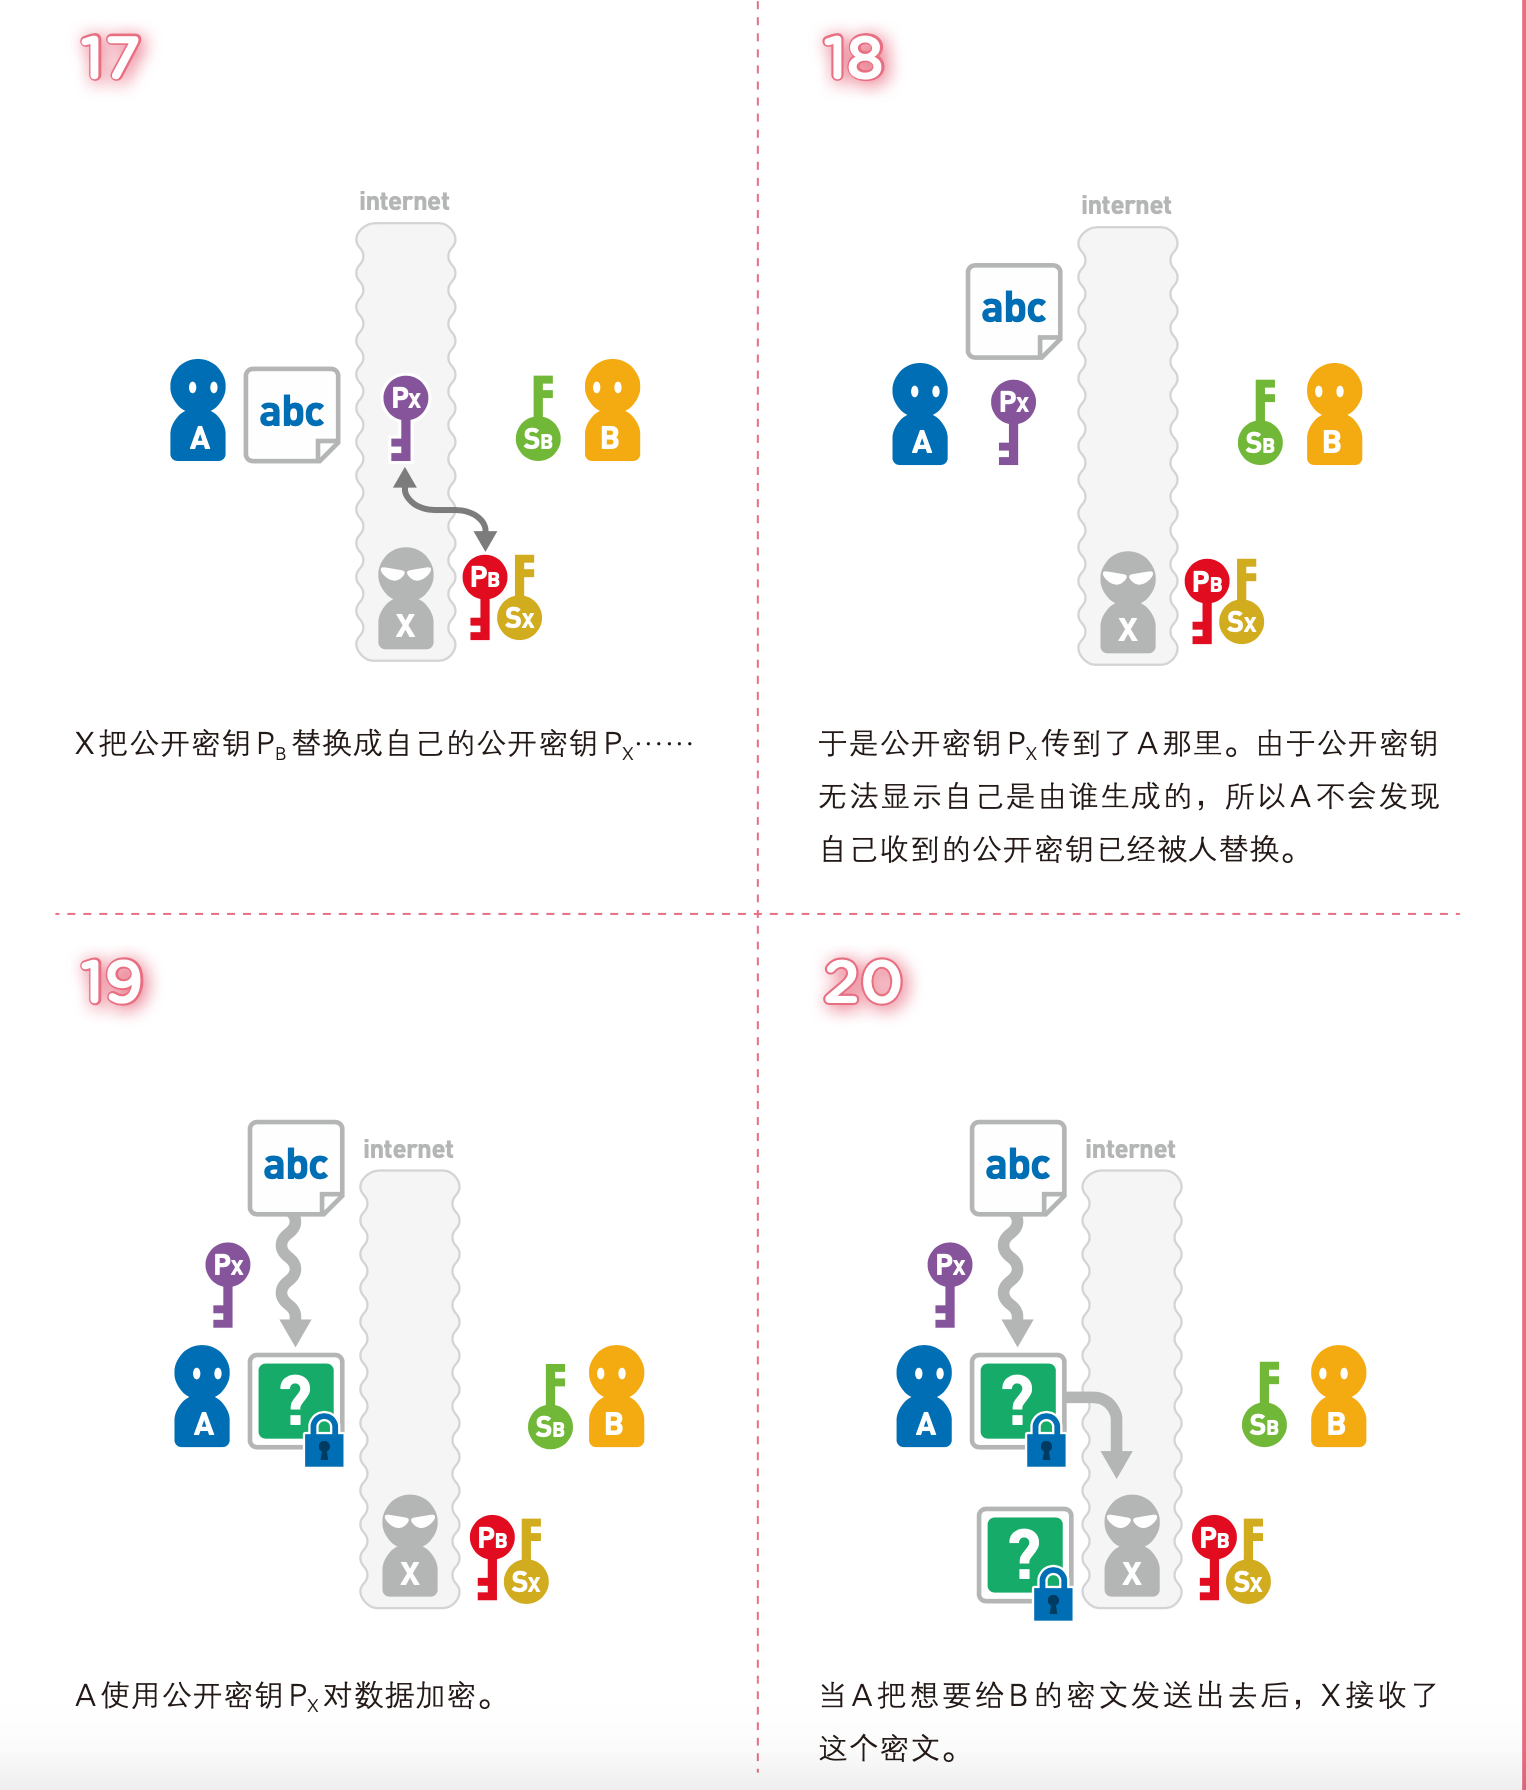 17
internet
A
abc
PX
SB
B
X
PB
SX
X把公开密钥PB替换成自己的公开密钥PX……
18
internet
abc
A
PX
SB
B
X
PB
SX
于是公开密钥PX传到了A那里。由于公开密钥
无法显示自己是由谁生成的，所以A不会发现
自己收到的公开密钥已经被人替换。
19
abc
internet
PX
A
?
SB
B
X
PB
SX
A使用公开密钥PX对数据加密。
20
abc
internet
PX
A
?
SB
B
?
X
PB
SX
当A把想要给B的密文发送出去后，X接收了
这个密文。